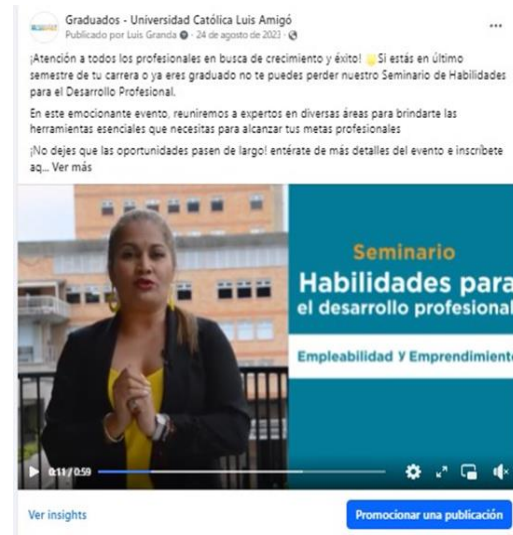 Graduados - Universidad Católica Luis Amigó
Publicado por Luis Granda · 24 de agosto de 2023 ·
¡Atención a todos los profesionales en busca de crecimiento y éxito! Si estás en último
semestre de tu carrera o ya eres graduado no te puedes perder nuestro Seminario de Habilidades
para el Desarrollo Profesional.
En este emocionante evento, reuniremos a expertos en diversas áreas para brindarte las
herramientas esenciales que necesitas para alcanzar tus metas profesionales
¡No dejes que las oportunidades pasen de largo! entérate de más detalles del evento e inscríbete
aq... Ver más
Seminario
Habilidades para
el desarrollo profesional
Empleabilidad y Emprendimiento
0:11 / 0:59
Ver insights
Promocionar una publicación